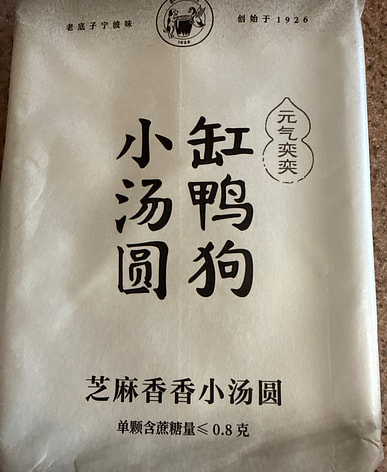 老底子宁波味
创始于1926
1926
元气奕奕
缸鸭狗
小汤圆
芝麻香香小汤圆
单颗含蔗糖量≤0.8克